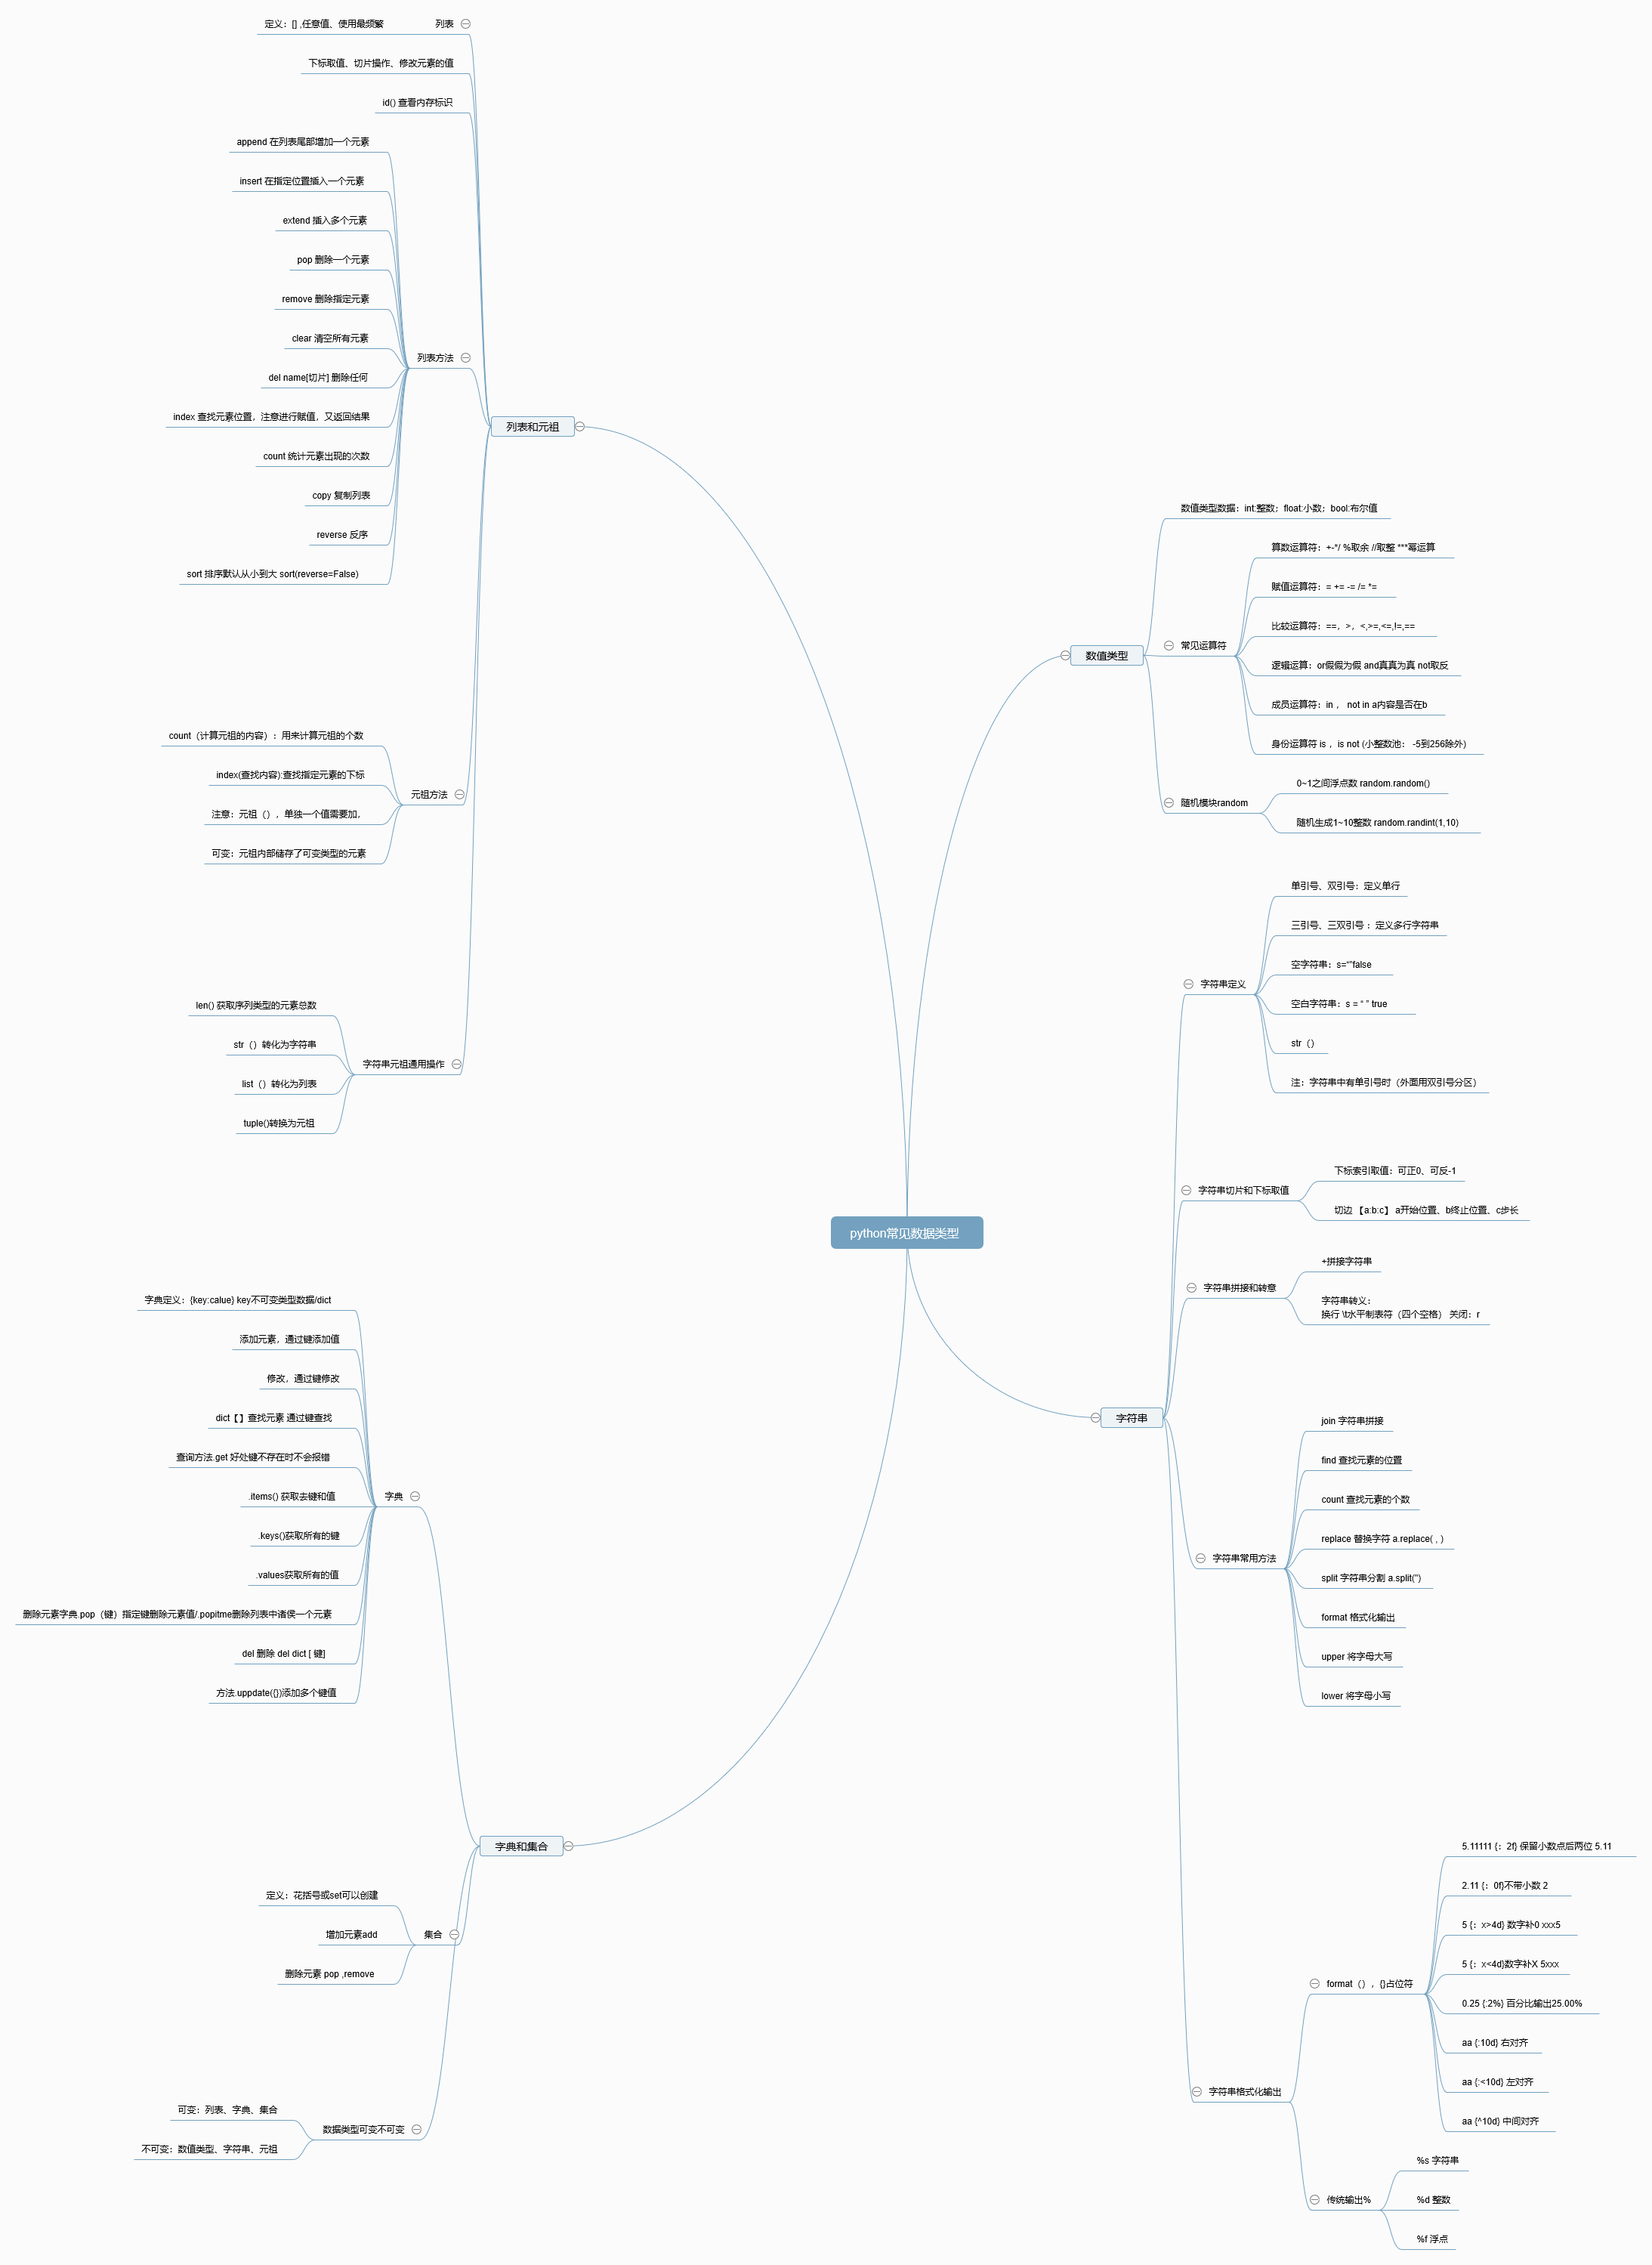 python常见数据类型
数值类型
数值类型数据：int:整数；float:小数；bool:布尔值
常见运算符
算数运算符：+-*/ %取余 //取整 ***幂运算
赋值运算符：= += -= /= *=
比较运算符：==，>，<,>=,<=,!=,==
逻辑运算：or假假为假 and真真为真 not取反
成员运算符：in ， not in a内容是否在b
身份运算符 is ，is not (小整数池： -5到256除外)
随机模块random
0~1之间浮点数 random.random()
随机生成1~10整数 random.randint(1,10)
字符串
字符串定义
单引号、双引号：定义单行
三引号、三双引号 ：定义多行字符串
空字符串：s=“”false
空白字符串：s = “ ” true
str（）
注：字符串中有单引号时（外面用双引号分区）
字符串切片和下标取值
下标索引取值：可正0、可反-1
切边 【a:b:c】 a开始位置、b终止位置、c步长
字符串拼接和转意
+拼接字符串
字符串转义：
换行 \t水平制表符（四个空格） 关闭：r
字符串常用方法
join 字符串拼接
find 查找元素的位置
count 查找元素的个数
replace 替换字符 a.replace( , )
split 字符串分割 a.split('')
format 格式化输出
upper 将字母大写
lower 将字母小写
字符串格式化输出
format（），{}占位符
5.11111 {：2f} 保留小数点后两位 5.11
2.11 {：0f}不带小数 2
5 {：x>4d} 数字补0 xxx5
5 {：x<4d}数字补X 5xxx
0.25 {:2%} 百分比输出25.00%
aa {:10d} 右对齐
aa {:<10d} 左对齐
aa {^10d} 中间对齐
传统输出%
%s 字符串
%d 整数
%f 浮点
列表和元祖
列表
定义：[] ,任意值、使用最频繁
下标取值、切片操作、修改元素的值
id() 查看内存标识
列表方法
append 在列表尾部增加一个元素
insert 在指定位置插入一个元素
extend 插入多个元素
pop 删除一个元素
remove 删除指定元素
clear 清空所有元素
del name[切片] 删除任何
index 查找元素位置，注意进行赋值，又返回结果
count 统计元素出现的次数
copy 复制列表
reverse 反序
sort 排序默认从小到大 sort(reverse=False)
元祖方法
count（计算元祖的内容）：用来计算元祖的个数
index(查找内容):查找指定元素的下标
注意：元祖（），单独一个值需要加，
可变：元祖内部储存了可变类型的元素
字符串元祖通用操作
len() 获取序列类型的元素总数
str（）转化为字符串
list（）转化为列表
tuple()转换为元祖
字典和集合
字典
字典定义：{key:calue} key不可变类型数据/dict
添加元素，通过键添加值
修改，通过键修改
dict【 】查找元素 通过键查找
查询方法.get 好处键不存在时不会报错
.items() 获取去键和值
.keys()获取所有的键
.values获取所有的值
删除元素字典.pop（键）指定键删除元素值/.popitme删除列表中诸侯一个元素
del 删除 del dict [ 键]
方法.uppdate({})添加多个键值
集合
定义：花括号或set可以创建
增加元素add
删除元素 pop ,remove
数据类型可变不可变
可变：列表、字典、集合
不可变：数值类型、字符串、元祖